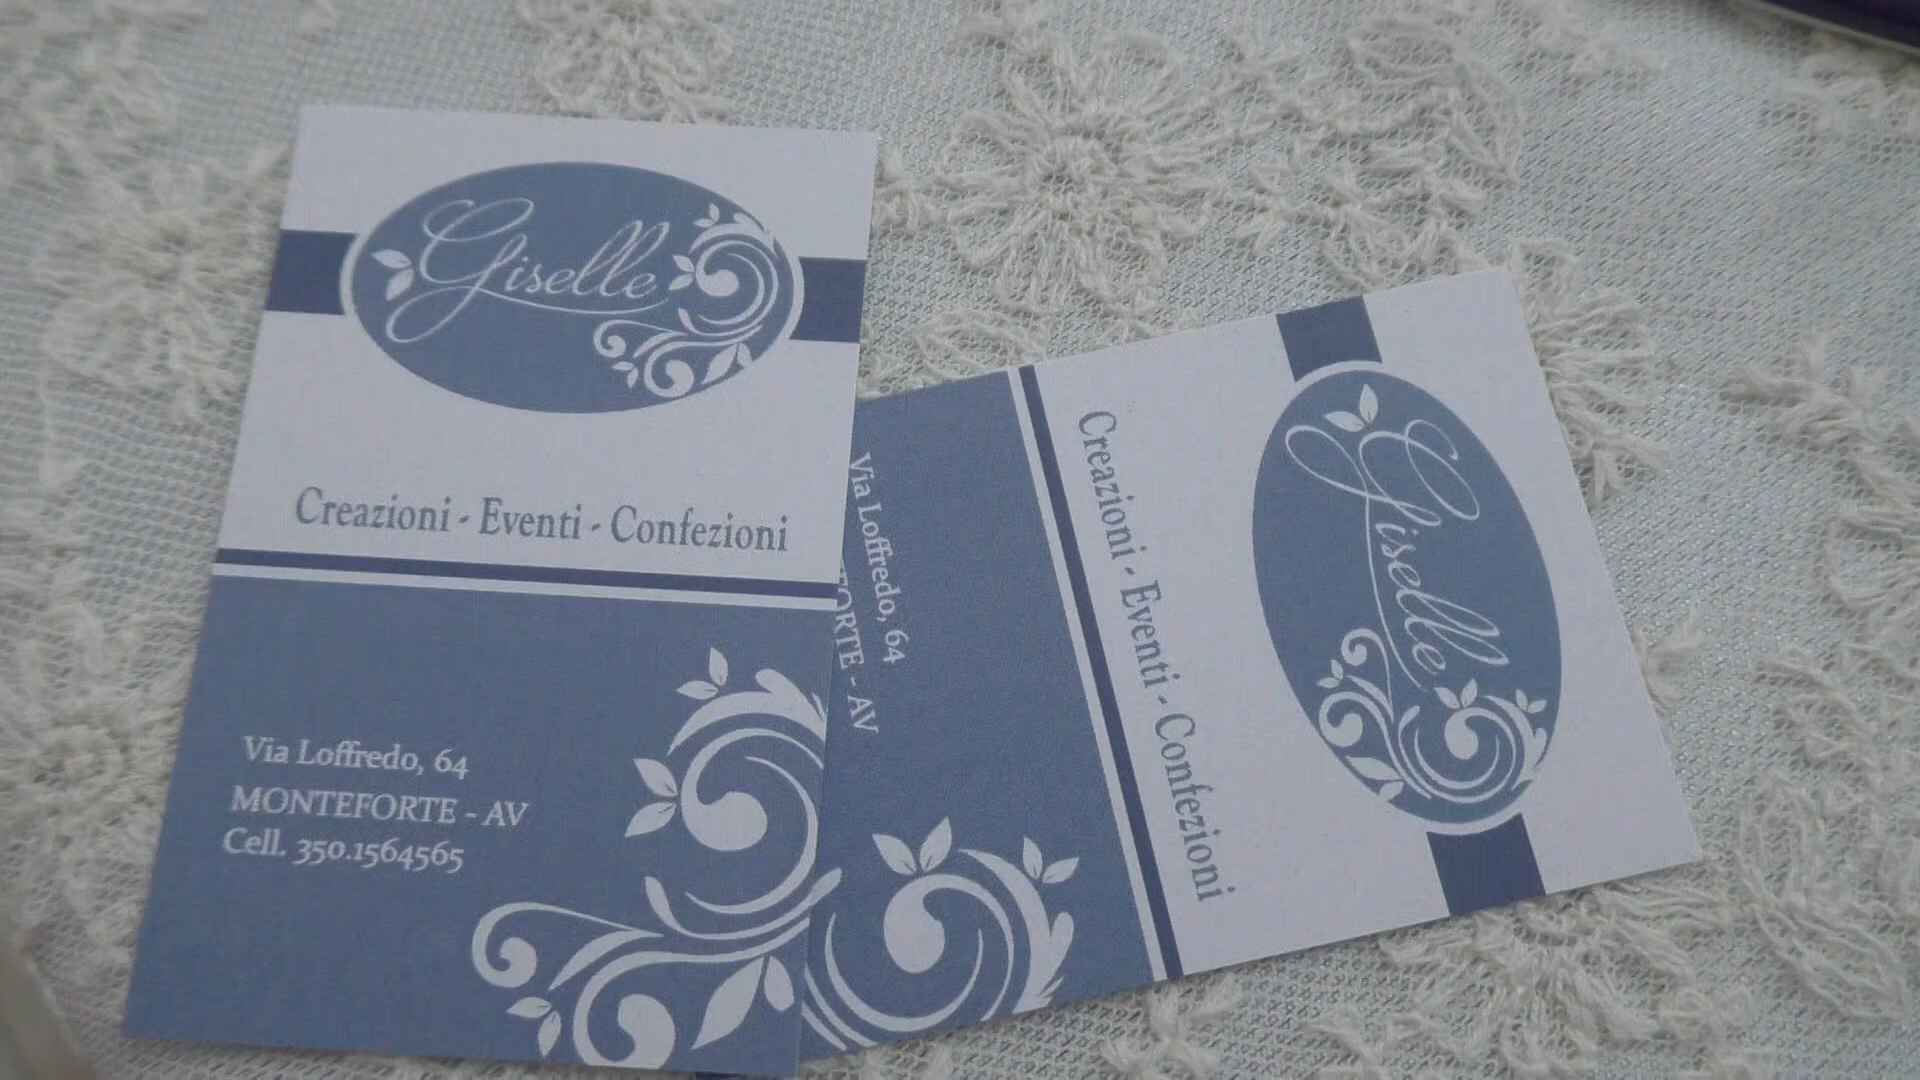 Giselle
Creazioni - Eventi - Confezioni
Via Loffredo, 64
MONTEFORTE - AV
Cell. 350.1564565
Giselle
Creazioni - Eventi - Confezioni
Via Loffredo, 64
- AV